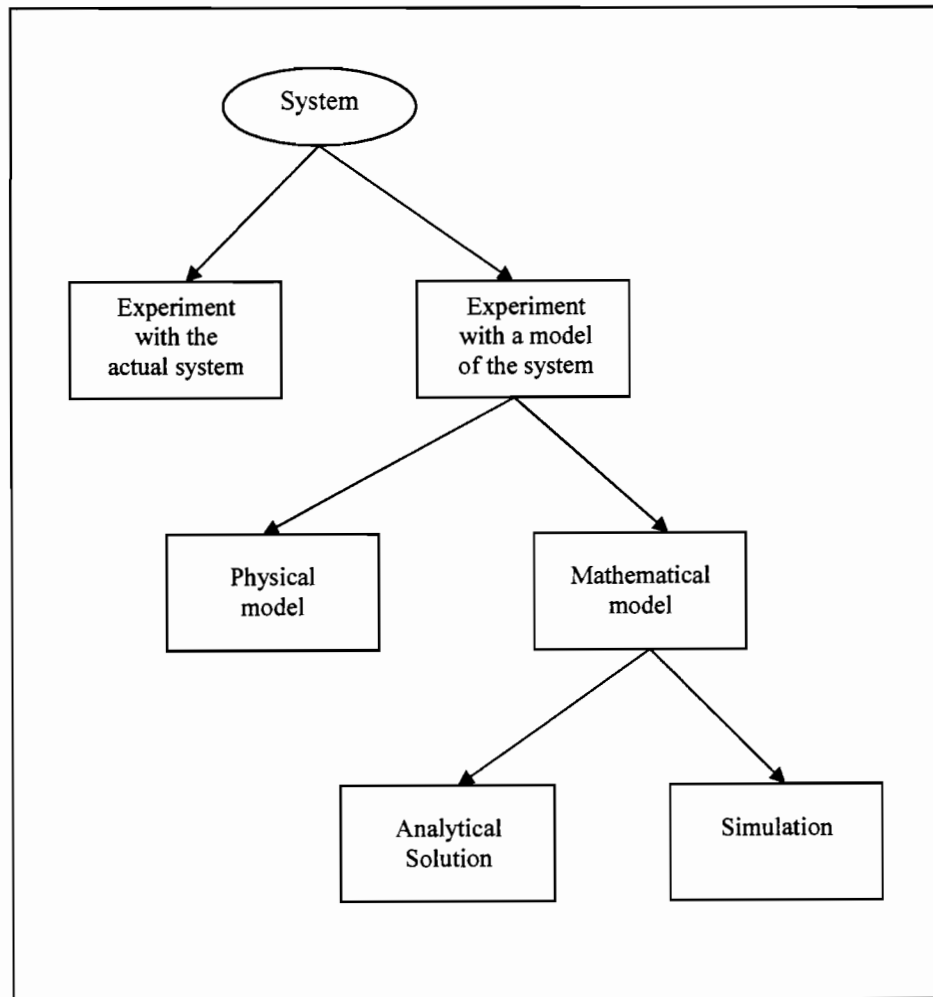 System
Experiment
with the
actual system
Experiment
with a model
of the system
Physical
model
Mathematical
model
Analytical
Solution
Simulation